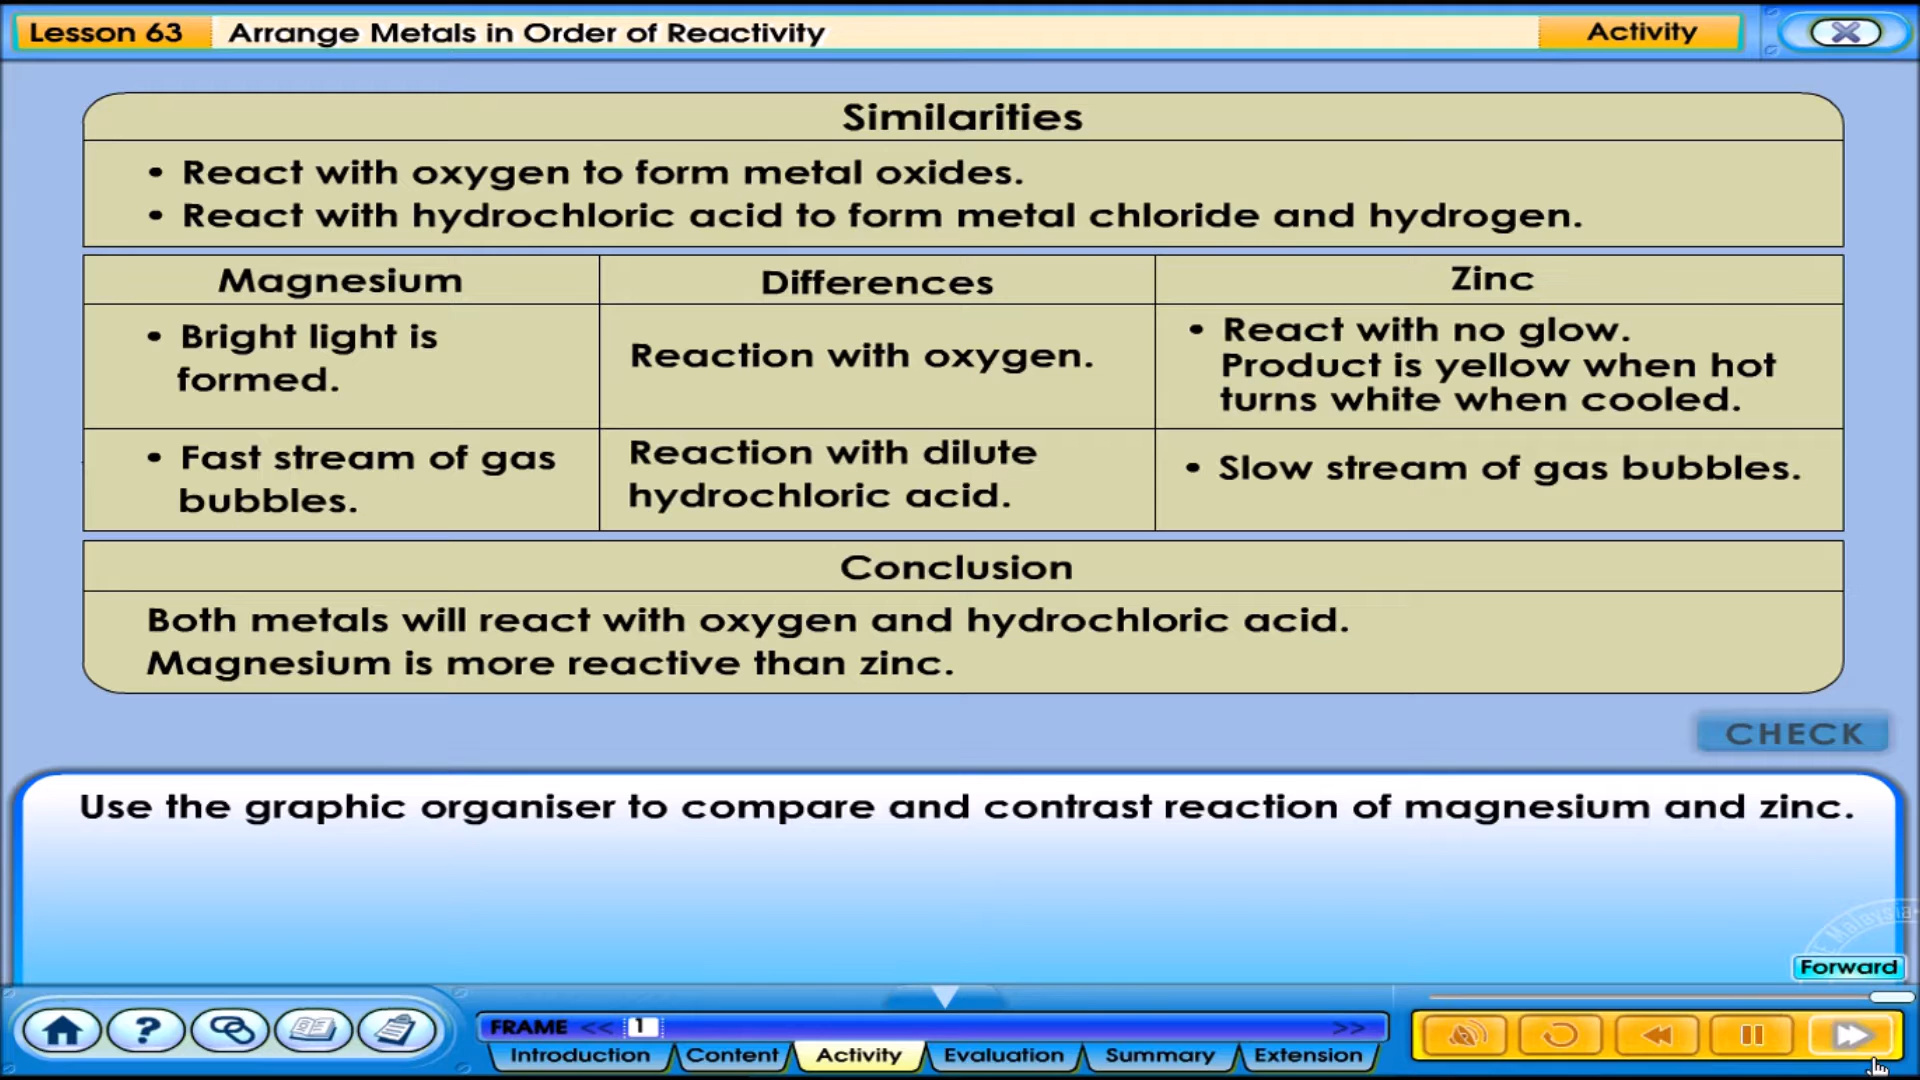 Lesson 63 Arrange Metals in Order of Reactivity Activity
Similarities
• React with oxygen to form metal oxides.
• React with hydrochloric acid to form metal chloride and hydrogen.
Magnesium Differences Zinc
• Bright light is
formed.
Reaction with oxygen.
• React with no glow.
Product is yellow when hot
turns white when cooled.
• Fast stream of gas
bubbles.
Reaction with dilute
hydrochloric acid.
• Slow stream of gas bubbles.
Conclusion
Both metals will react with oxygen and hydrochloric acid.
Magnesium is more reactive than zinc.
CHECK
Use the graphic organiser to compare and contrast reaction of magnesium and zinc.
Malaysia
Forward
FRAME << 1 >>
Introduction Content Activity Evaluation Summary Extension